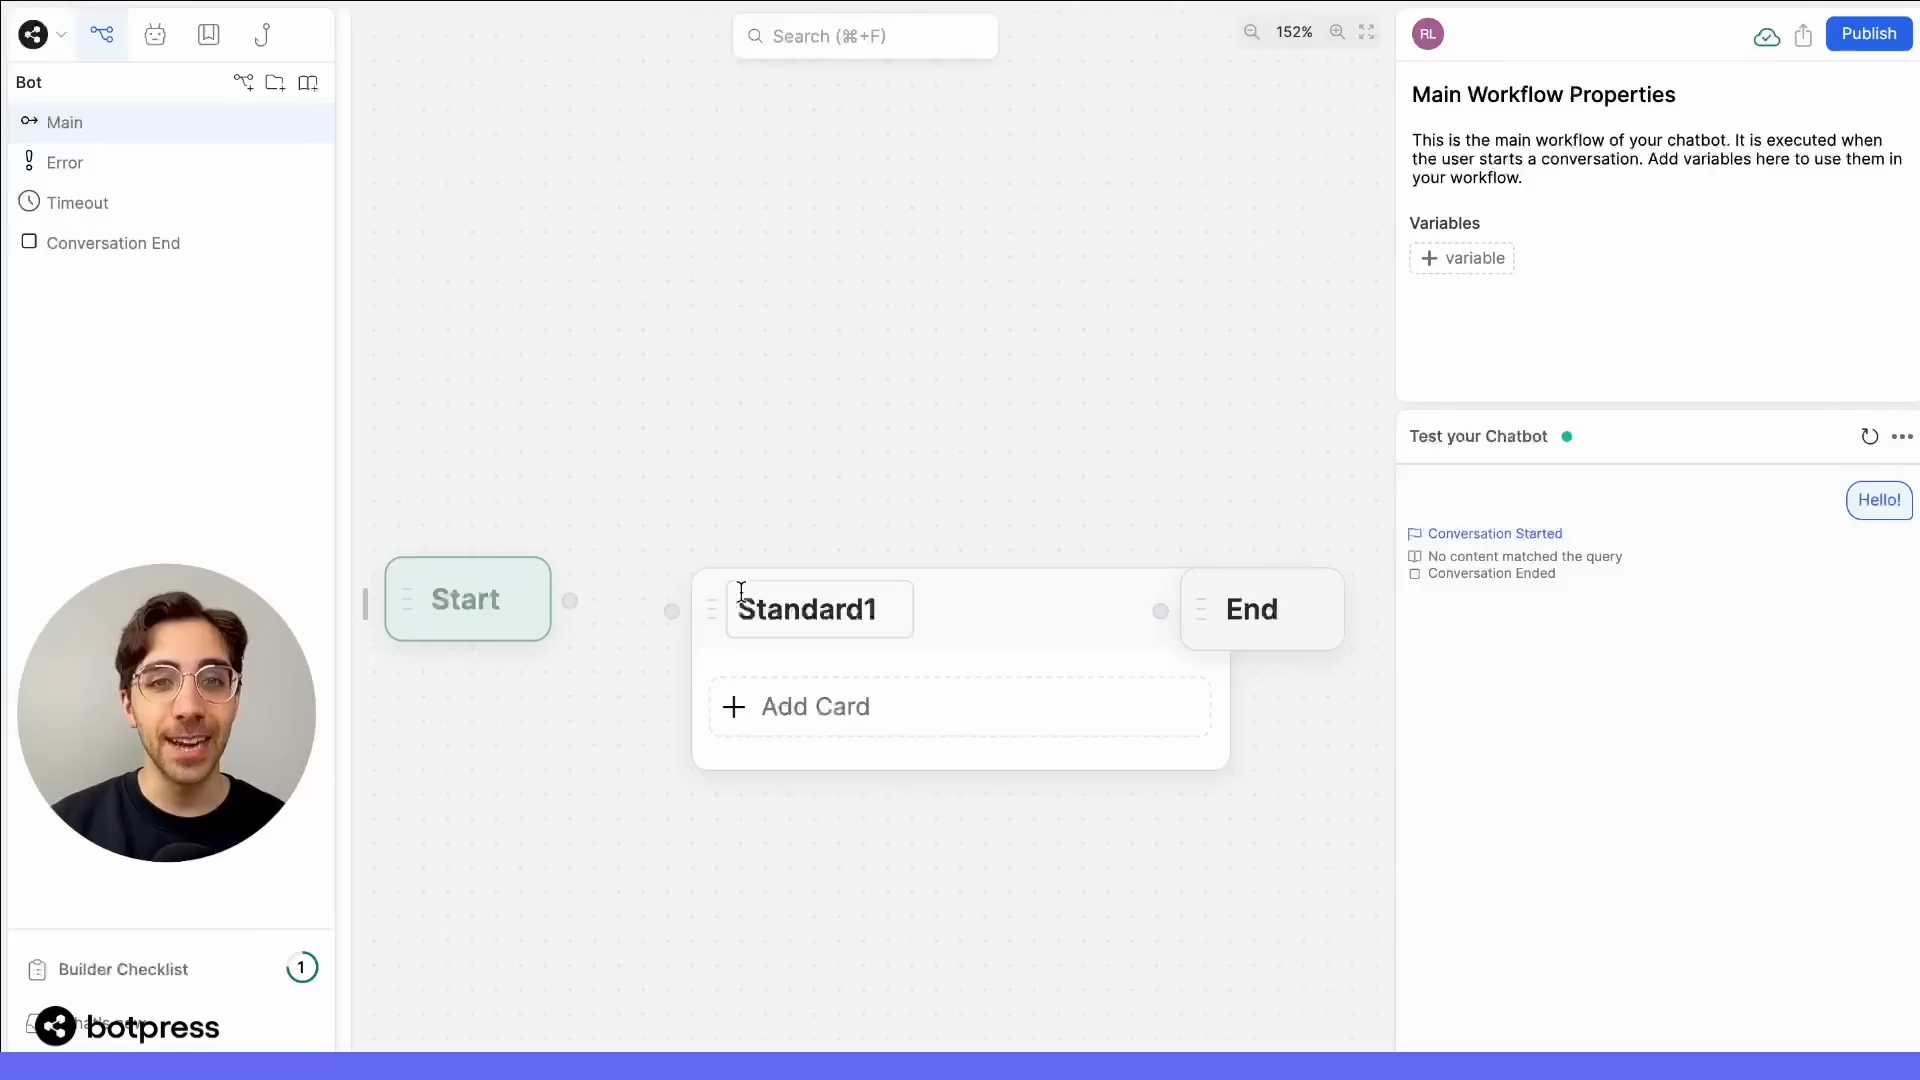 Search (⌘+F)
152%
RL
Publish
Bot
Main
Error
Timeout
Conversation End
Main Workflow Properties
This is the main workflow of your chatbot. It is executed when
the user starts a conversation. Add variables here to use them in
your workflow.
Variables
+ variable
Test your Chatbot
Hello!
Conversation Started
No content matched the query
Conversation Ended
Start
Standard1
End
+ Add Card
Builder Checklist
1
botpress